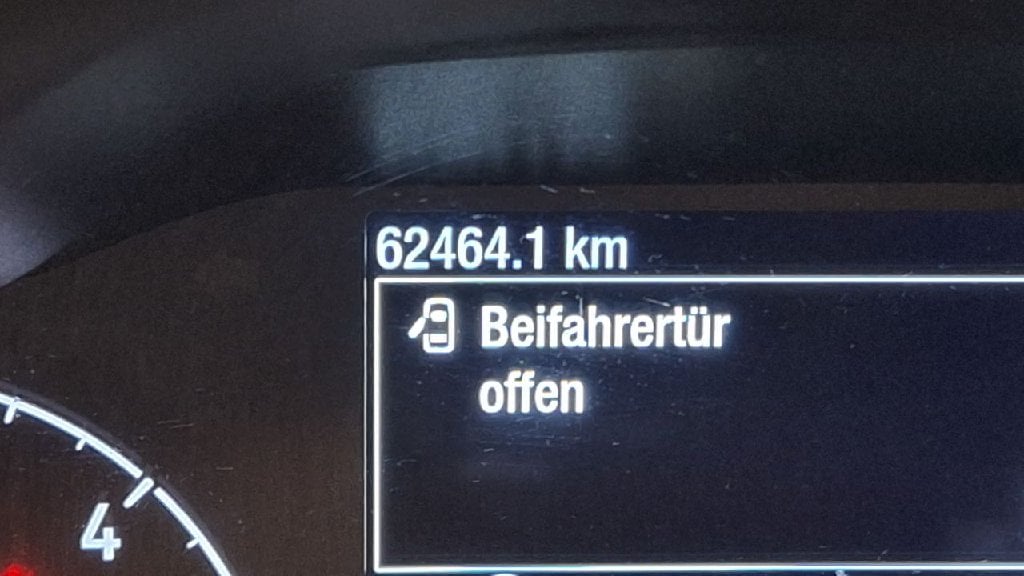 62464.1 km
Beifahrertür
offen
4